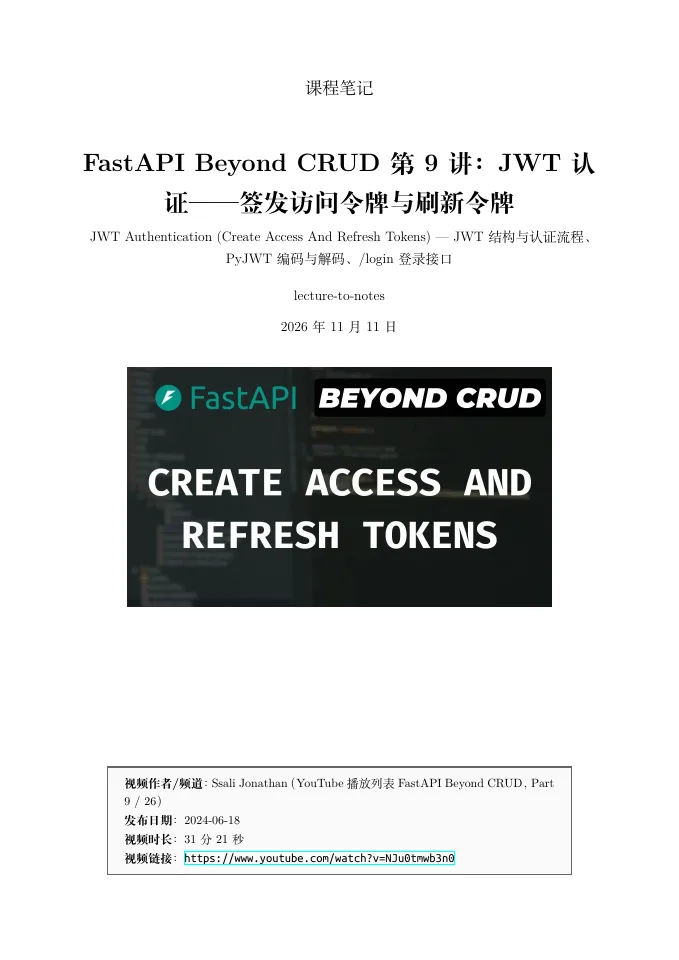 课程笔记
FastAPI Beyond CRUD 第 9 讲：JWT 认
证——签发访问令牌与刷新令牌
JWT Authentication (Create Access And Refresh Tokens) — JWT 结构与认证流程、
PyJWT 编码与解码、/login 登录接口
lecture-to-notes
2026 年 11 月 11 日
FastAPI BEYOND CRUD
CREATE ACCESS AND
REFRESH TOKENS
视频作者/频道：Ssali Jonathan (YouTube 播放列表 FastAPI Beyond CRUD, Part
9 / 26)
发布日期：2024-06-18
视频时长：31 分 21 秒
视频链接：https://www.youtube.com/watch?v=NJu0tmwb3n0